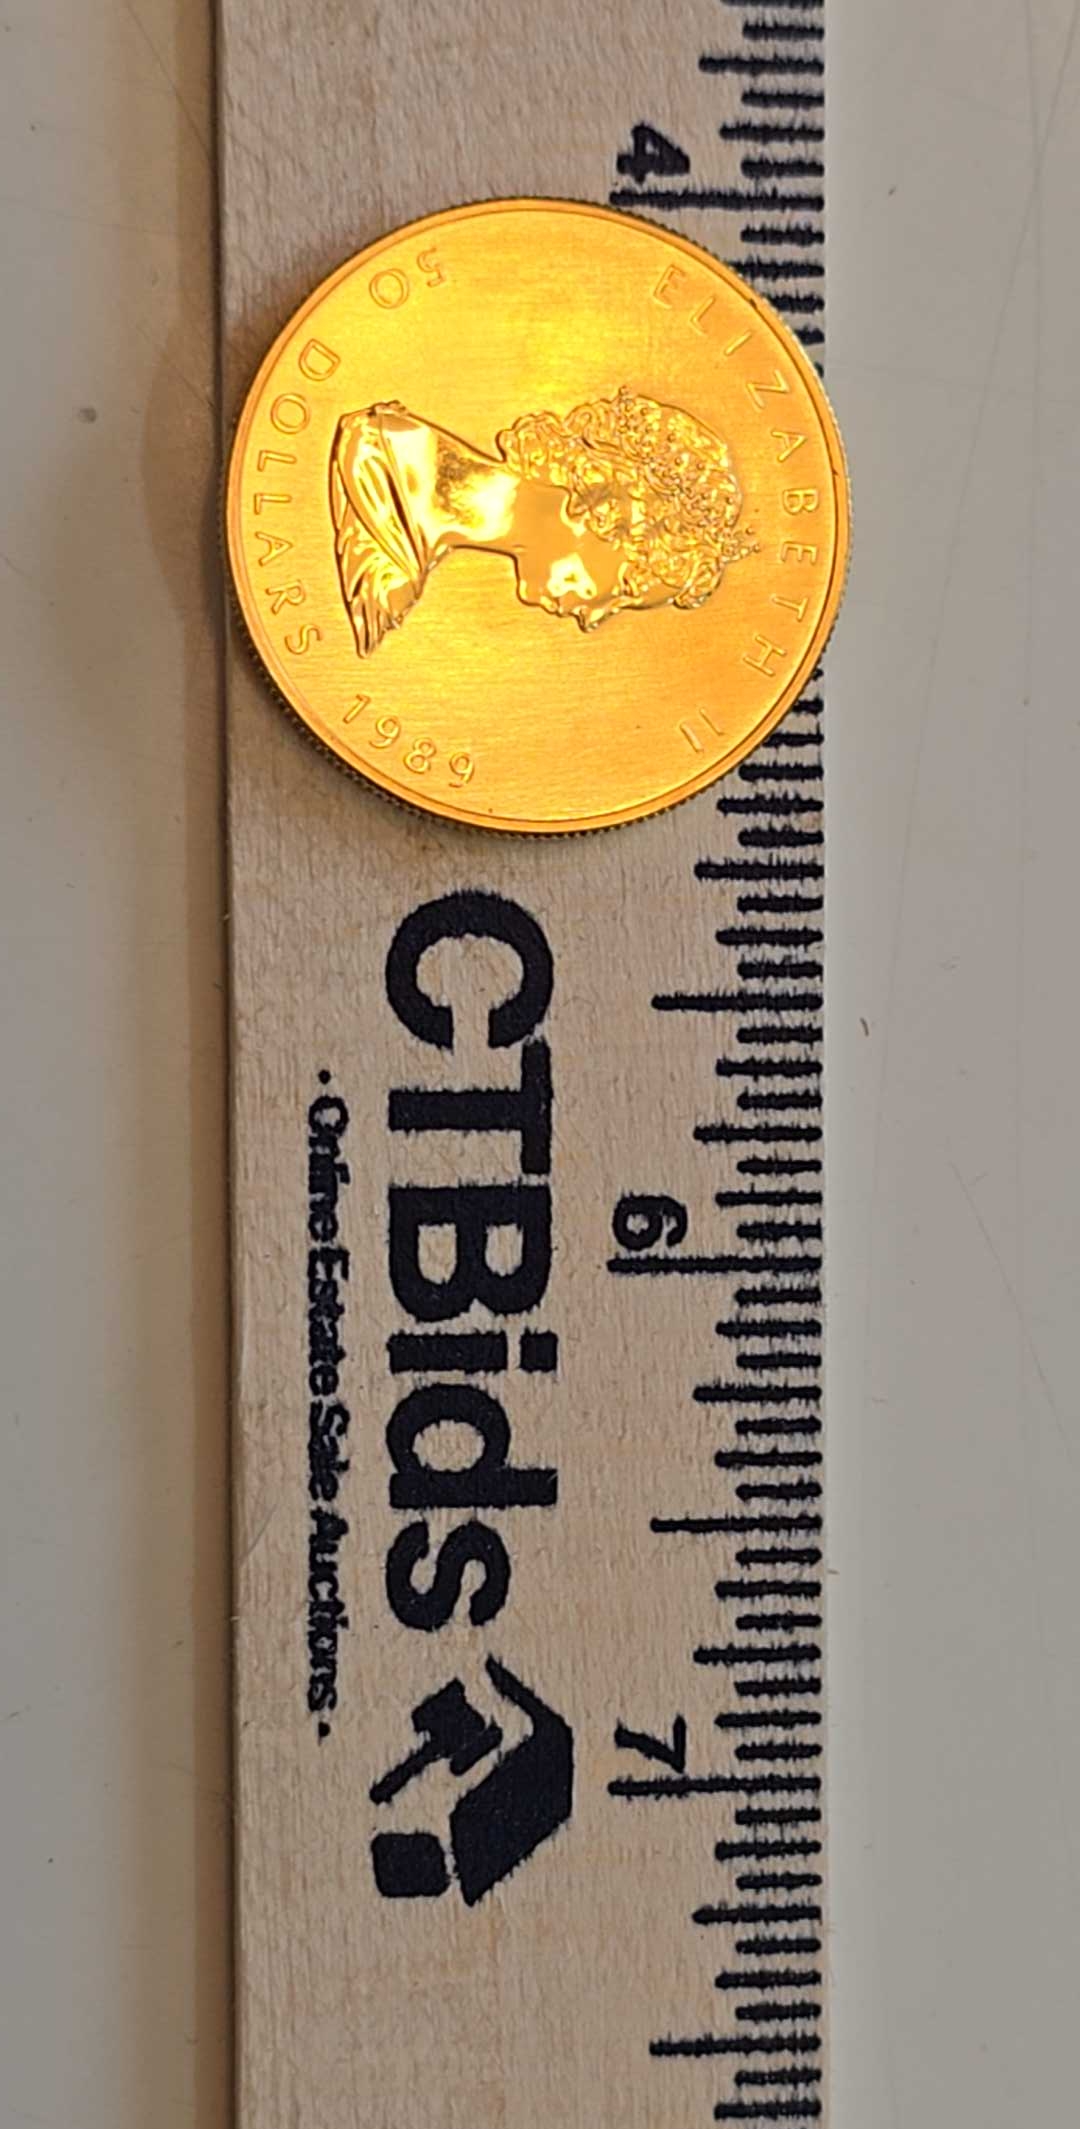 ELIZABETH II
50 DOLLARS 1989
4
6
7
CTBids
· Online Estate Sale Auctions ·